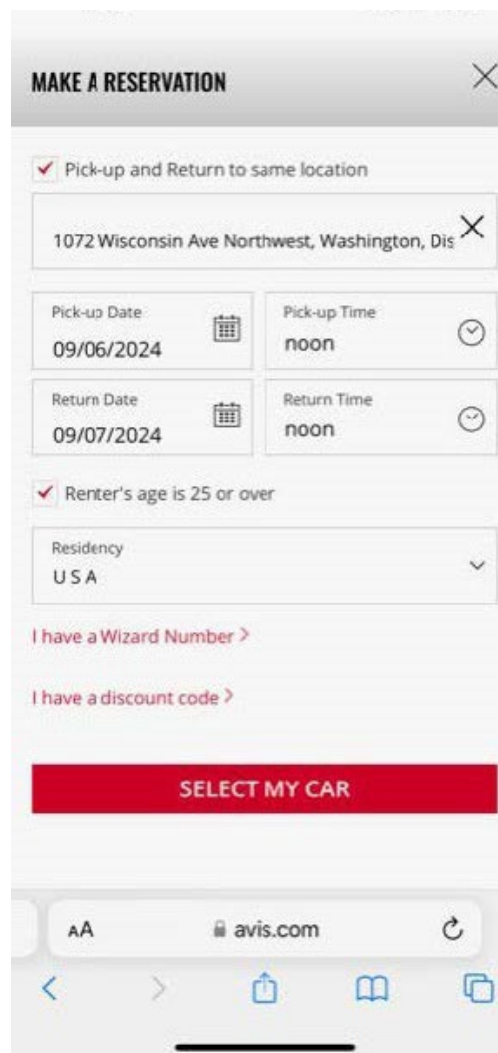 MAKE A RESERVATION
Pick-up and Return to same location
1072 Wisconsin Ave Northwest, Washington, Dis
Pick-up Date
09/06/2024
Pick-up Time
noon
Return Date
09/07/2024
Return Time
noon
Renter's age is 25 or over
Residency
U S A
I have a Wizard Number >
I have a discount code >
SELECT MY CAR
AA
avis.com